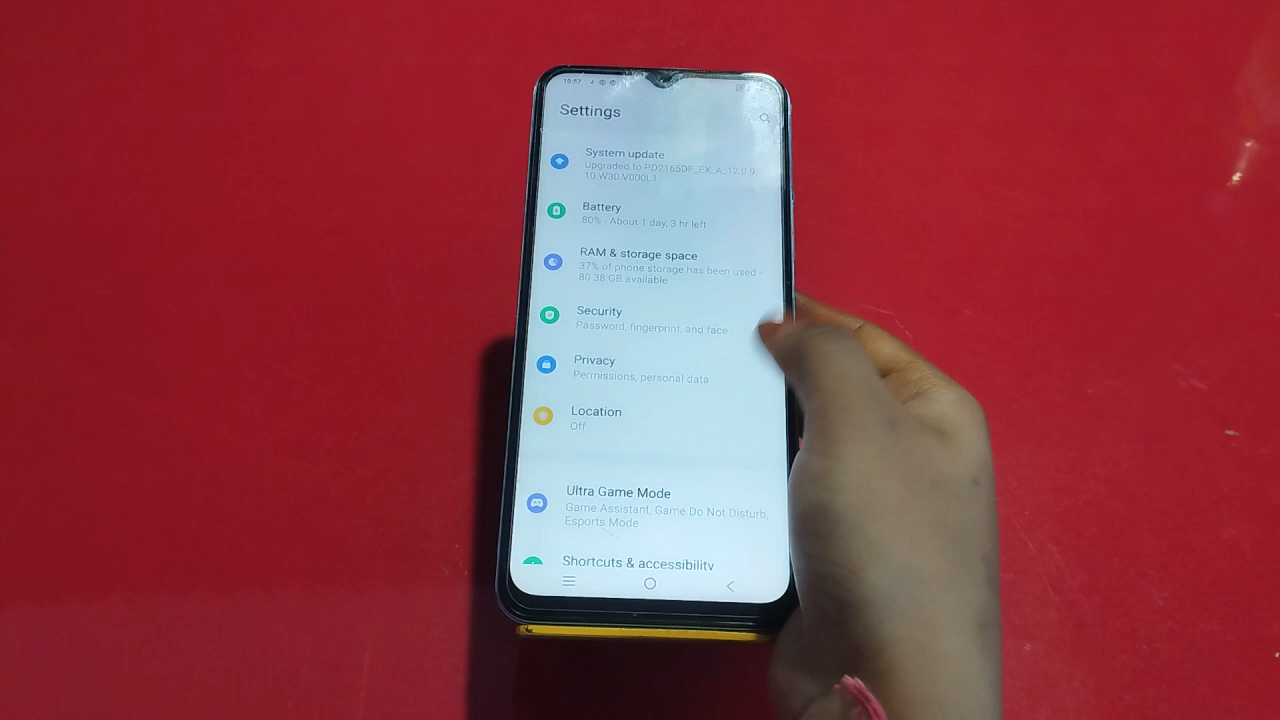 10:57
Settings
System update
Upgraded to PD2165DF_EX_A_12.0.9.
10.W30.V000L1
Battery
80% - About 1 day, 3 hr left
RAM & storage space
37% of phone storage has been used -
80.38 GB available
Security
Password, fingerprint, and face
Privacy
Permissions, personal data
Location
Off
Ultra Game Mode
Game Assistant, Game Do Not Disturb,
Esports Mode
Shortcuts & accessibility